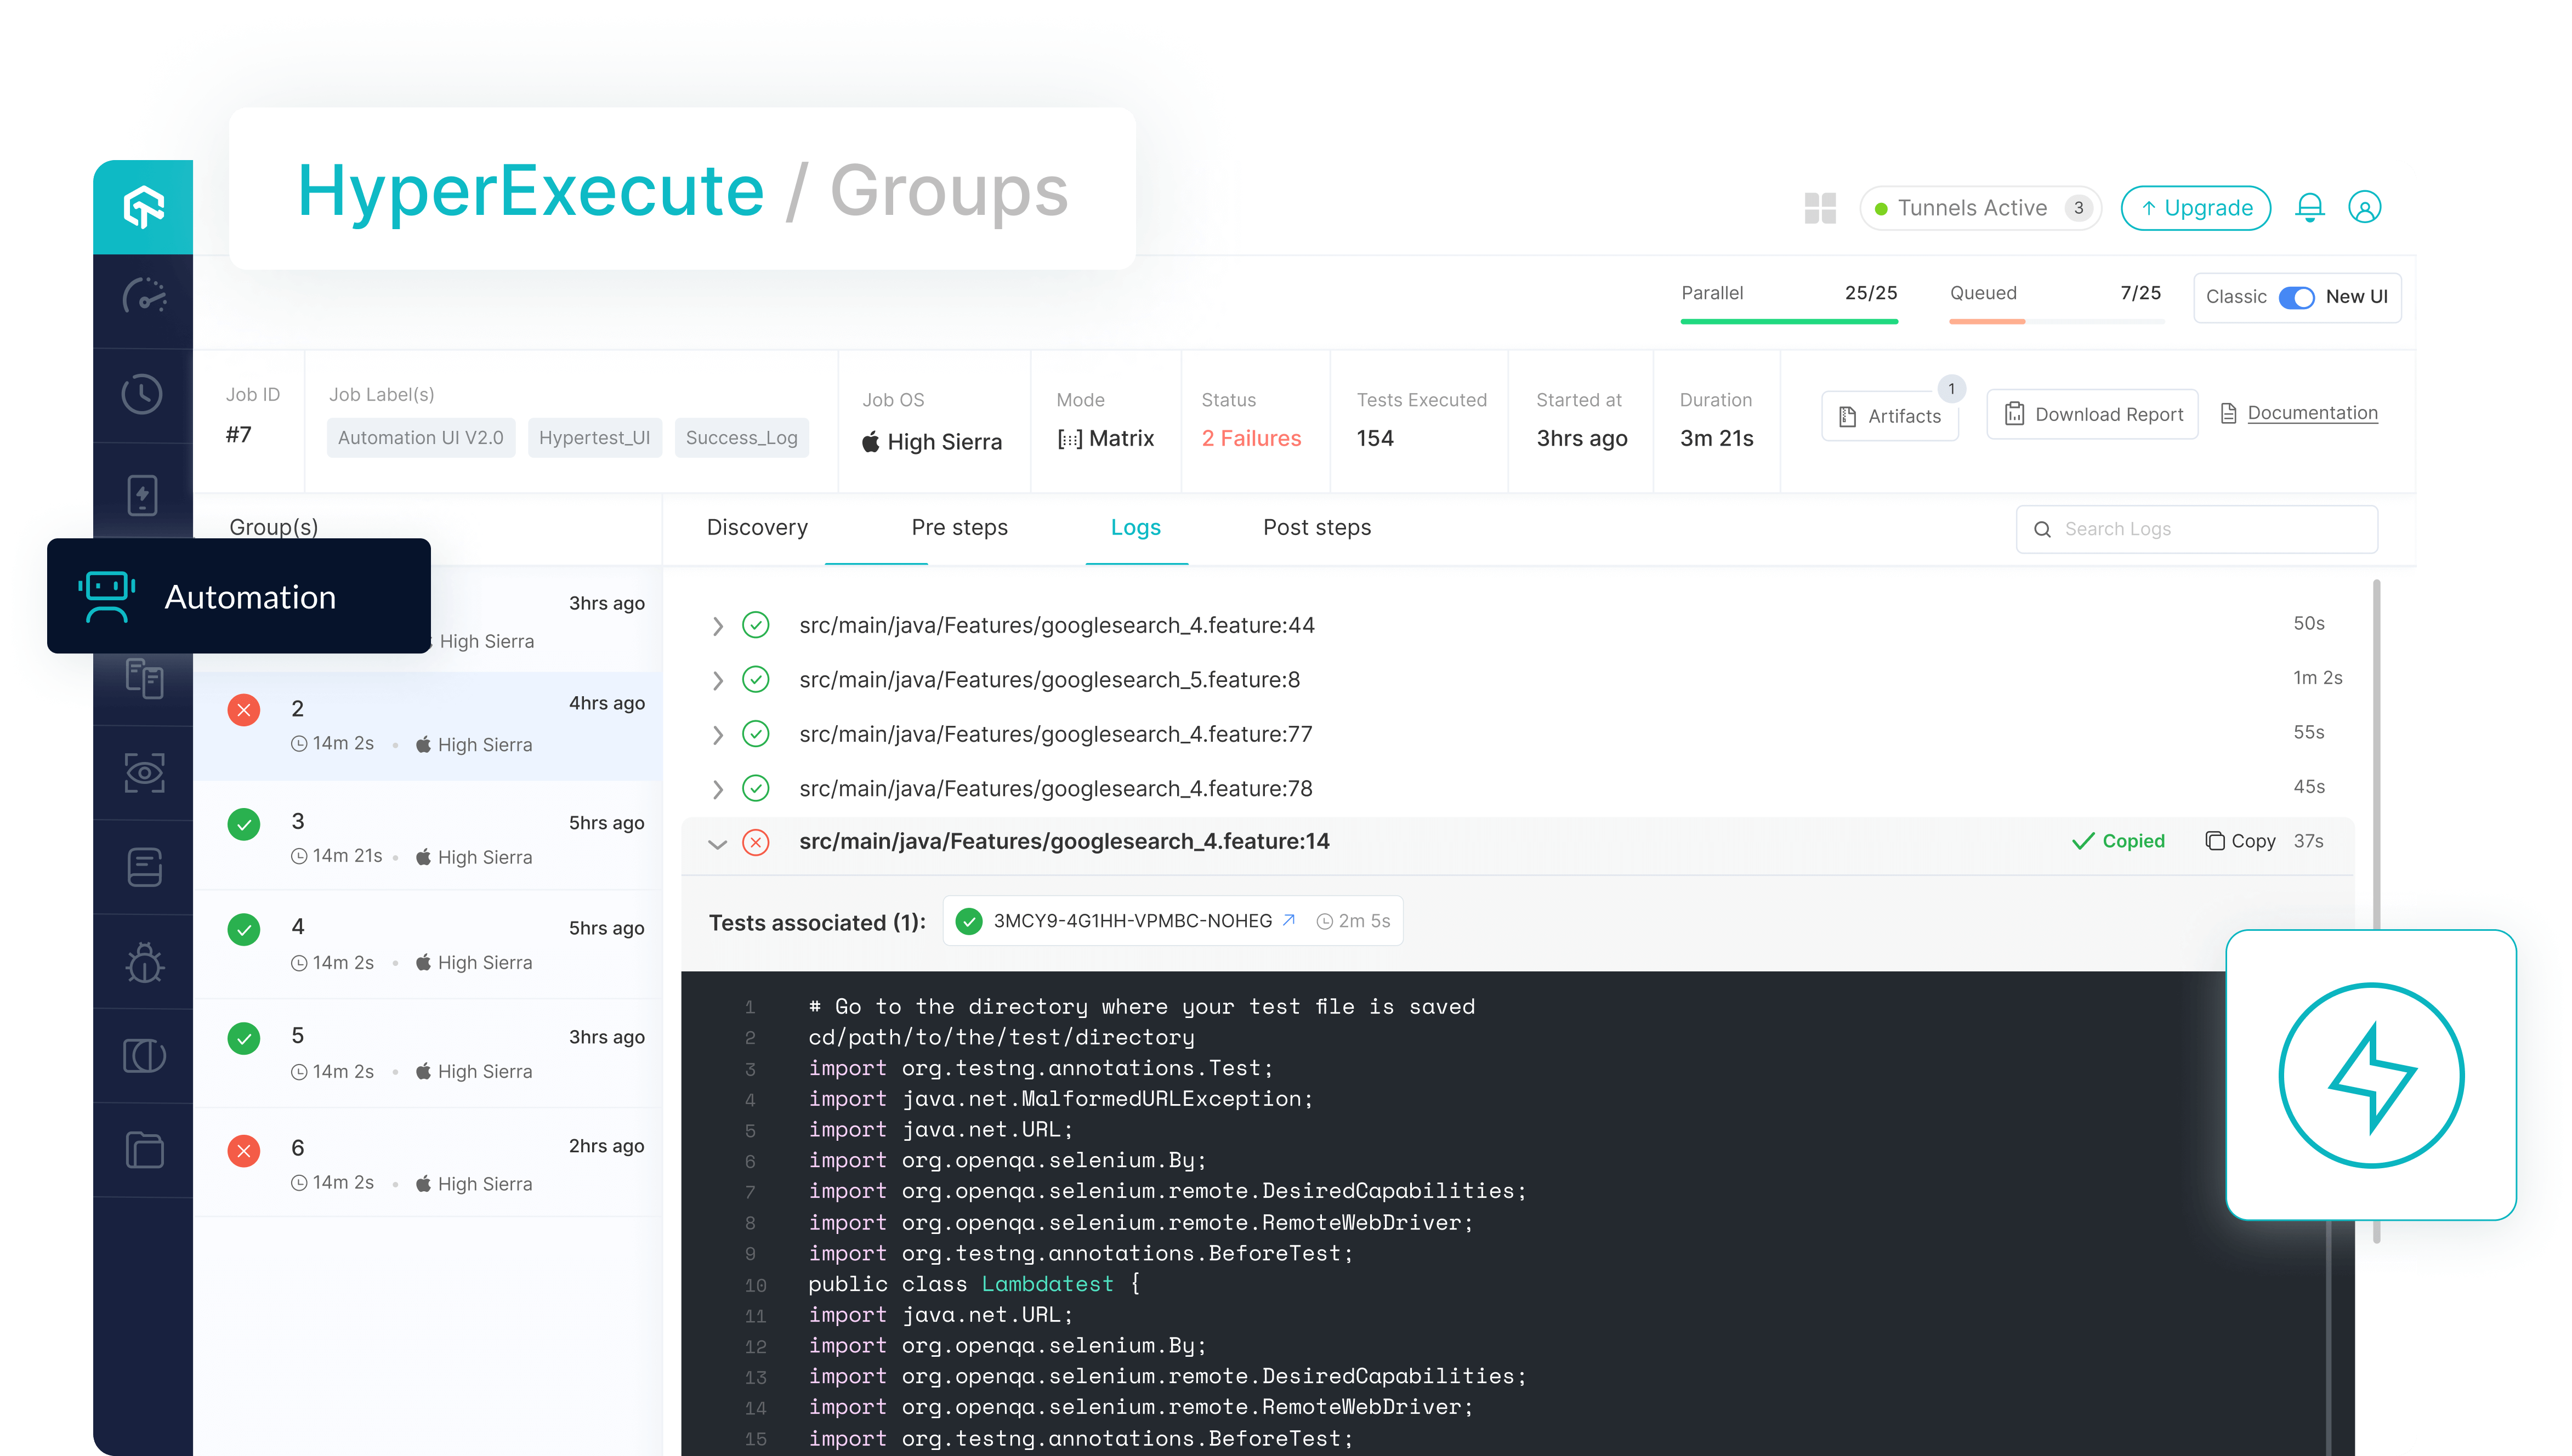 HyperExecute / Groups
Tunnels Active 3
Upgrade
Parallel 25/25
Queued 7/25
Classic New UI
Job ID
#7
Job Label(s)
Automation UI V2.0 Hypertest_UI Success_Log
Job OS
High Sierra
Mode
Matrix
Status
2 Failures
Tests Executed
154
Started at
3hrs ago
Duration
3m 21s
Artifacts 1
Download Report
Documentation
Group(s)
Automation
3hrs ago
High Sierra
2 4hrs ago
14m 2s High Sierra
3 5hrs ago
14m 21s High Sierra
4 5hrs ago
14m 2s High Sierra
5 3hrs ago
14m 2s High Sierra
6 2hrs ago
14m 2s High Sierra
Discovery Pre steps Logs Post steps
Search Logs
src/main/java/Features/googlesearch_4.feature:44 50s
src/main/java/Features/googlesearch_5.feature:8 1m 2s
src/main/java/Features/googlesearch_4.feature:77 55s
src/main/java/Features/googlesearch_4.feature:78 45s
src/main/java/Features/googlesearch_4.feature:14 Copied Copy 37s
Tests associated (1): 3MCY9-4G1HH-VPMBC-NOHEG 2m 5s
1 # Go to the directory where your test file is saved
2 cd/path/to/the/test/directory
3 import org.testng.annotations.Test;
4 import java.net.MalformedURLException;
5 import java.net.URL;
6 import org.openqa.selenium.By;
7 import org.openqa.selenium.remote.DesiredCapabilities;
8 import org.openqa.selenium.remote.RemoteWebDriver;
9 import org.testng.annotations.BeforeTest;
10 public class Lambdatest {
11 import java.net.URL;
12 import org.openqa.selenium.By;
13 import org.openqa.selenium.remote.DesiredCapabilities;
14 import org.openqa.selenium.remote.RemoteWebDriver;
15 import org.testng.annotations.BeforeTest;